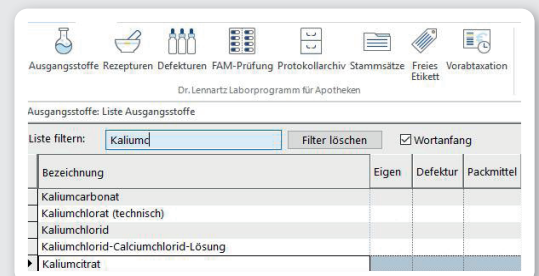 Ausgangsstoffe Rezepturen Defekturen FAM-Prüfung Protokollarchiv Stammsätze Freies Etikett Vorabtaxation
Dr. Lennartz Laborprogramm für Apotheken
Ausgangsstoffe: Liste Ausgangsstoffe
Liste filtern: Kaliumc Filter löschen Wortanfang
Bezeichnung Eigen Defektur Packmittel
Kaliumcarbonat
Kaliumchlorat (technisch)
Kaliumchlorid
Kaliumchlorid-Calciumchlorid-Lösung
Kaliumcitrat